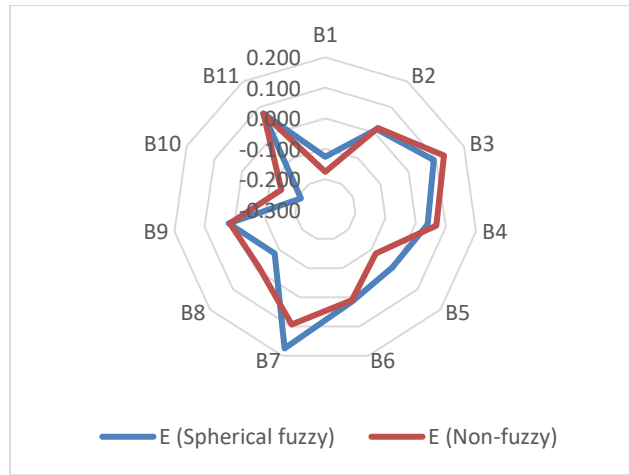 B1
B2
B3
B4
B5
B6
B7
B8
B9
B10
B11
0.200
0.100
0.000
-0.100
-0.200
-0.300
E (Spherical fuzzy)
E (Non-fuzzy)